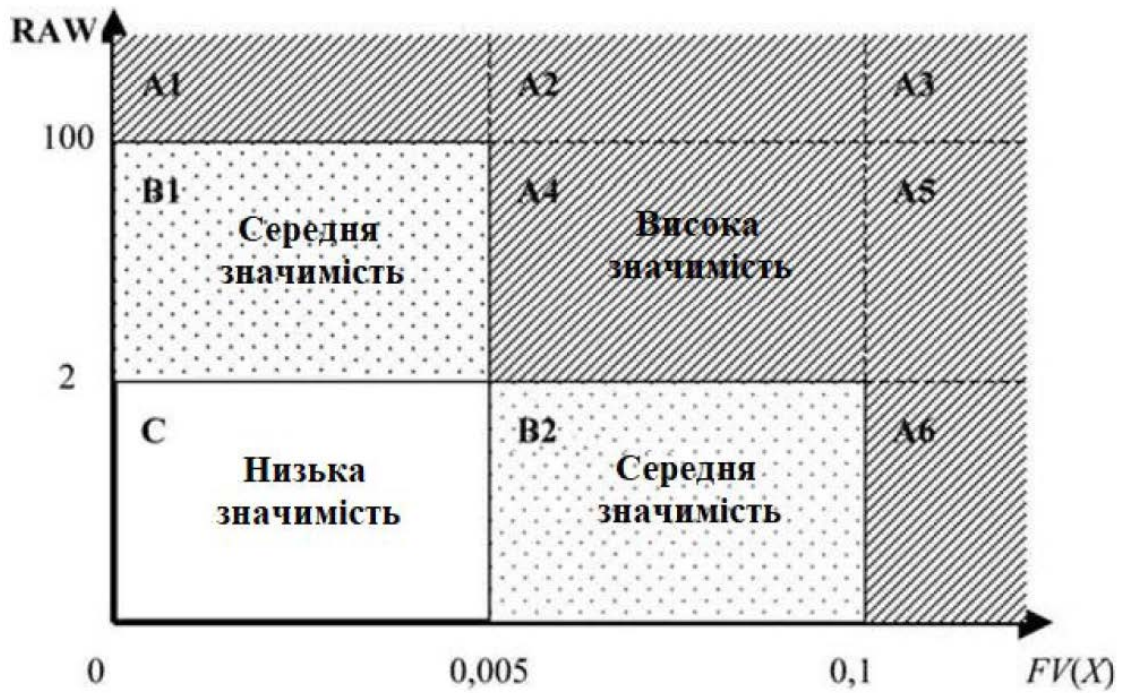 RAW
A1
A2
A3
100
B1
A4
A5
Середня
значимість
Висока
значимість
2
C
B2
A6
Низька
значимість
Середня
значимість
0
0,005
0,1
FV(X)